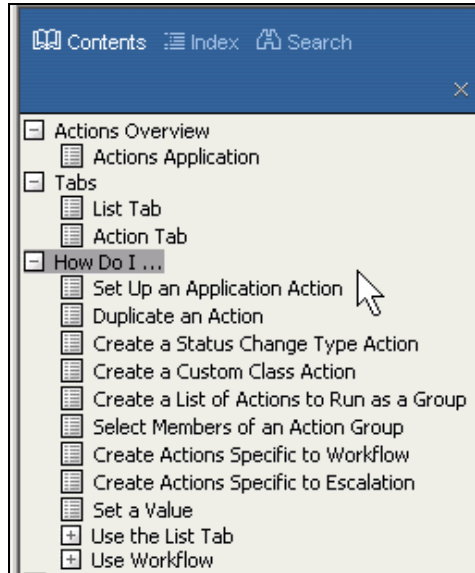 Contents Index Search
Actions Overview
Actions Application
Tabs
List Tab
Action Tab
How Do I ...
Set Up an Application Action
Duplicate an Action
Create a Status Change Type Action
Create a Custom Class Action
Create a List of Actions to Run as a Group
Select Members of an Action Group
Create Actions Specific to Workflow
Create Actions Specific to Escalation
Set a Value
Use the List Tab
Use Workflow